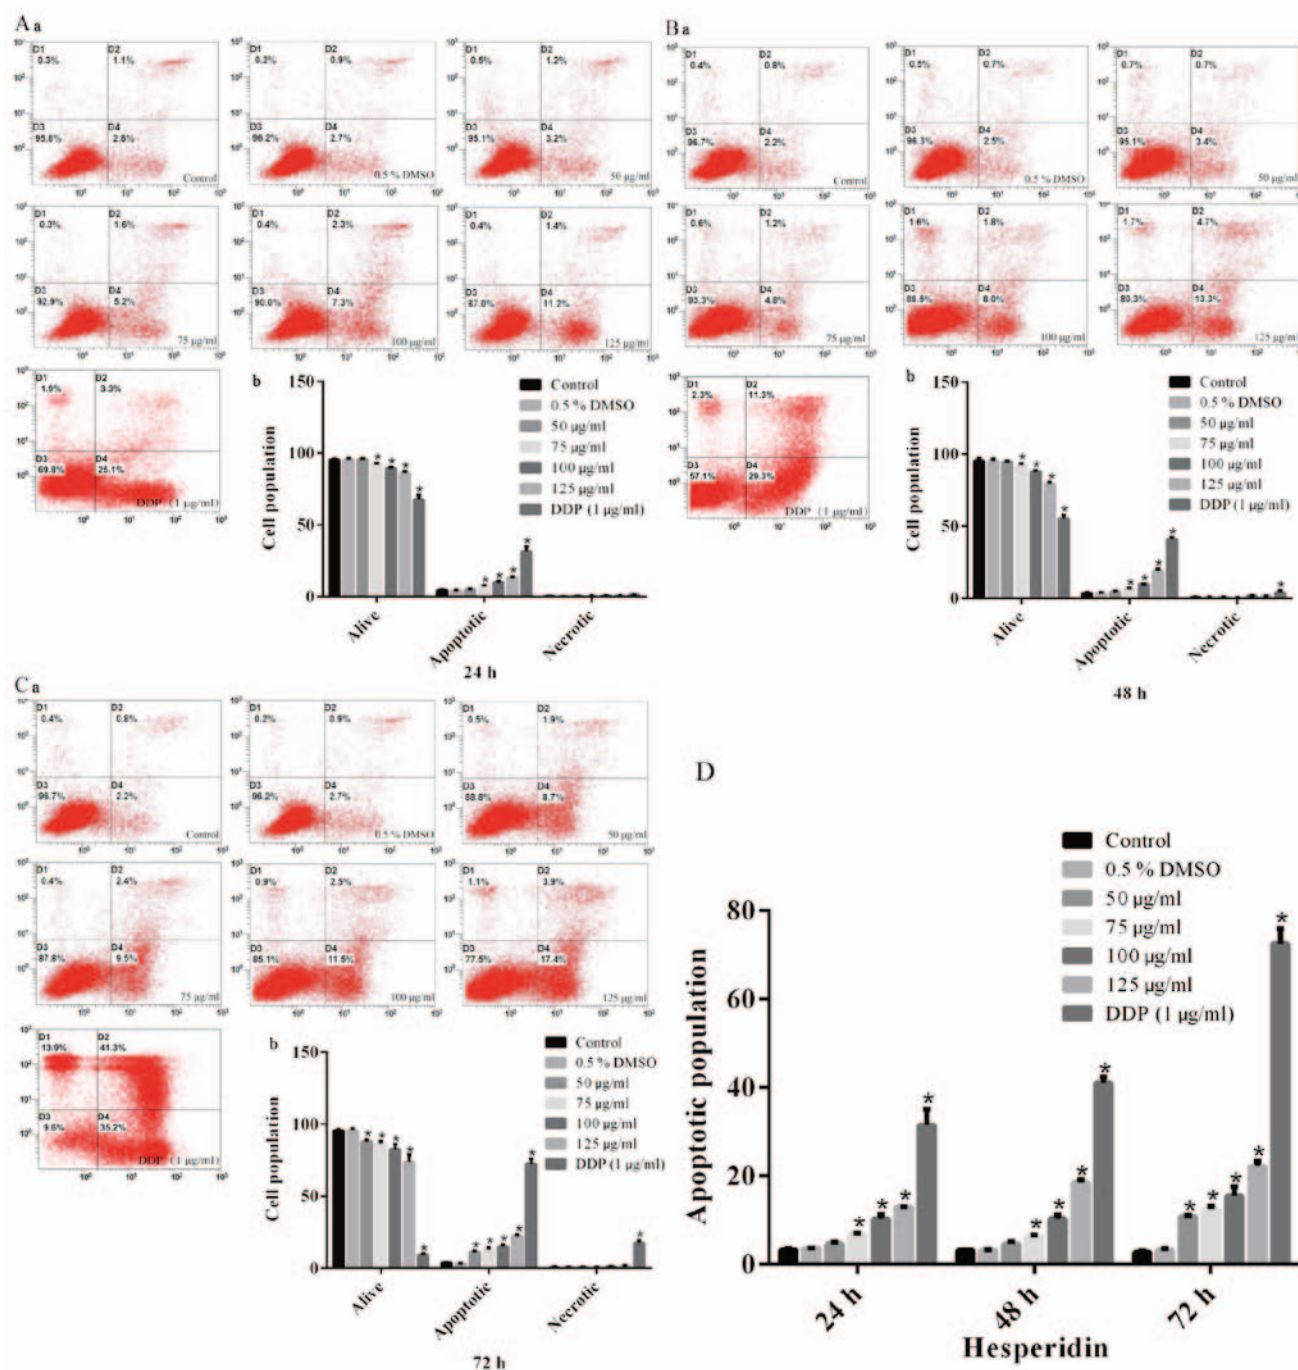 A a
D1 D2
0.3% 1.1%
D3 D4
95.8% 2.8%
Control
D1 D2
0.2% 0.9%
D3 D4
96.2% 2.7%
0.5 % DMSO
D1 D2
0.5% 1.2%
D3 D4
95.1% 3.2%
50 µg/ml
D1 D2
0.3% 1.6%
D3 D4
92.9% 5.2%
75 µg/ml
D1 D2
0.4% 2.3%
D3 D4
90.0% 7.3%
100 µg/ml
D1 D2
0.4% 1.4%
D3 D4
87.0% 11.2%
125 µg/ml
D1 D2
1.9% 3.3%
D3 D4
69.8% 25.1%
DDP (1 µg/ml)
b
Cell population
150
100
50
0
Control
0.5 % DMSO
50 µg/ml
75 µg/ml
100 µg/ml
125 µg/ml
DDP (1 µg/ml)
Alive Apoptotic Necrotic
24 h
B a
D1 D2
0.4% 0.8%
D3 D4
96.7% 2.2%
Control
D1 D2
0.5% 0.7%
D3 D4
96.3% 2.5%
0.5 % DMSO
D1 D2
0.7% 0.7%
D3 D4
95.1% 3.4%
50 µg/ml
D1 D2
0.6% 1.2%
D3 D4
93.3% 4.8%
75 µg/ml
D1 D2
1.6% 1.8%
D3 D4
88.5% 8.0%
100 µg/ml
D1 D2
1.7% 4.7%
D3 D4
80.3% 13.3%
125 µg/ml
D1 D2
2.3% 11.3%
D3 D4
57.1% 29.3%
DDP (1 µg/ml)
b
Cell population
150
100
50
0
Control
0.5 % DMSO
50 µg/ml
75 µg/ml
100 µg/ml
125 µg/ml
DDP (1 µg/ml)
Alive Apoptotic Necrotic
48 h
C a
D1 D2
0.4% 0.8%
D3 D4
96.7% 2.2%
Control
D1 D2
0.2% 0.9%
D3 D4
96.2% 2.7%
0.5 % DMSO
D1 D2
0.5% 1.9%
D3 D4
88.8% 8.7%
50 µg/ml
D1 D2
0.4% 2.4%
D3 D4
87.8% 9.5%
75 µg/ml
D1 D2
0.9% 2.5%
D3 D4
85.1% 11.5%
100 µg/ml
D1 D2
1.1% 3.9%
D3 D4
77.5% 17.4%
125 µg/ml
D1 D2
13.9% 41.3%
D3 D4
9.6% 35.2%
DDP (1 µg/ml)
b
Cell population
150
100
50
0
Control
0.5 % DMSO
50 µg/ml
75 µg/ml
100 µg/ml
125 µg/ml
DDP (1 µg/ml)
Alive Apoptotic Necrotic
72 h
D
Apoptotic population
80
60
40
20
0
Control
0.5 % DMSO
50 µg/ml
75 µg/ml
100 µg/ml
125 µg/ml
DDP (1 µg/ml)
24 h 48 h 72 h
Hesperidin